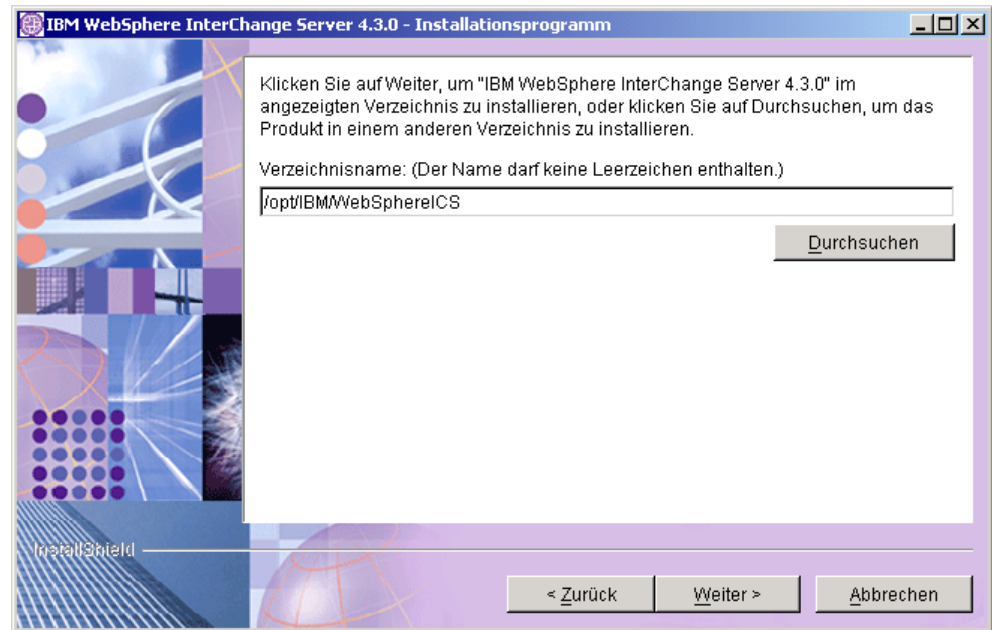 IBM WebSphere InterChange Server 4.3.0 - Installationsprogramm
Klicken Sie auf Weiter, um "IBM WebSphere InterChange Server 4.3.0" im
angezeigten Verzeichnis zu installieren, oder klicken Sie auf Durchsuchen, um das
Produkt in einem anderen Verzeichnis zu installieren.
Verzeichnisname: (Der Name darf keine Leerzeichen enthalten.)
/opt/IBM/WebSphereICS
Durchsuchen
InstallShield
< Zurück
Weiter >
Abbrechen